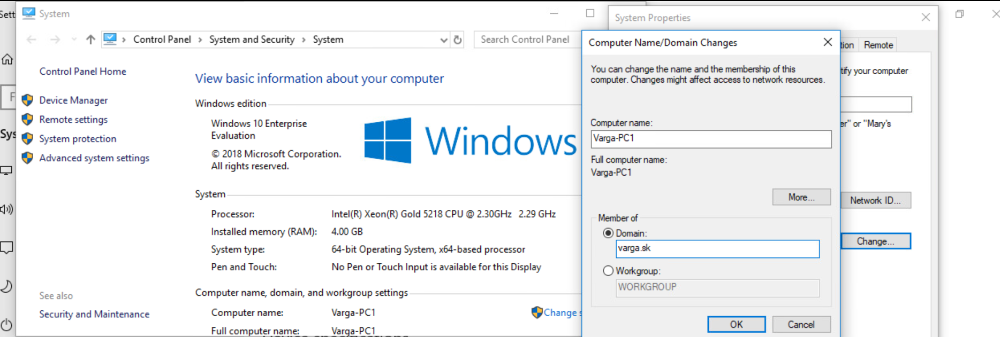 Sett
System
Control Panel > System and Security > System
Search Control Panel
Control Panel Home
Device Manager
Remote settings
System protection
Advanced system settings
See also
Security and Maintenance
F
Sys
View basic information about your computer
Windows edition
Windows 10 Enterprise
Evaluation
© 2018 Microsoft Corporation.
All rights reserved.
Windows
System
Processor: Intel(R) Xeon(R) Gold 5218 CPU @ 2.30GHz 2.29 GHz
Installed memory (RAM): 4.00 GB
System type: 64-bit Operating System, x64-based processor
Pen and Touch: No Pen or Touch Input is available for this Display
Computer name, domain, and workgroup settings
Computer name: Varga-PC1
Change s
Full computer name: Varga-PC1
System Properties
tion
Remote
tify your computer
er" or "Mary's
Network ID...
Change...
Computer Name/Domain Changes
You can change the name and the membership of this
computer. Changes might affect access to network resources.
Computer name:
Varga-PC1
Full computer name:
Varga-PC1
More...
Member of
Domain:
varga.sk
Workgroup:
WORKGROUP
OK
Cancel